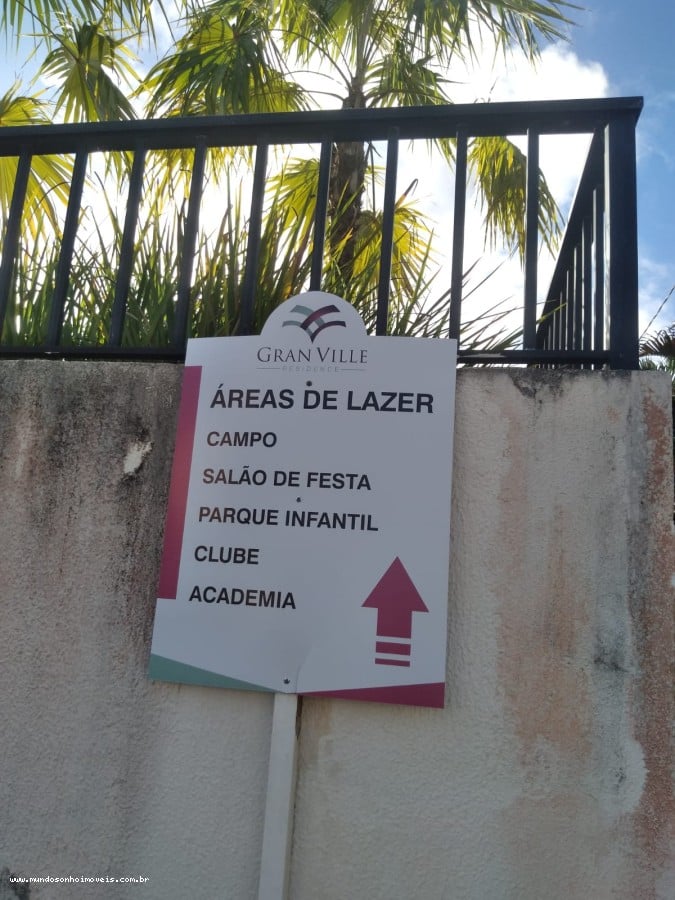 GRAN VILLE
RESIDENCE
ÁREAS DE LAZER
CAMPO
SALÃO DE FESTA
PARQUE INFANTIL
CLUBE
ACADEMIA
www.mundosonhoimoveis.com.br